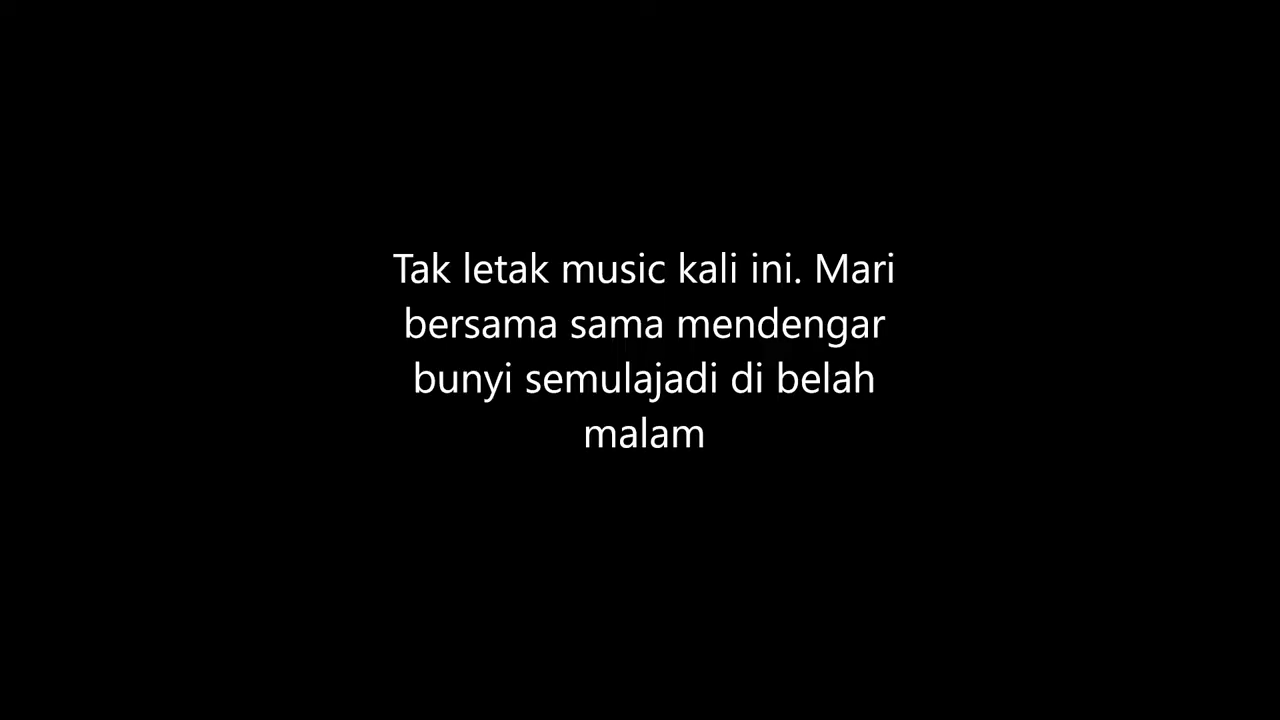 Tak letak music kali ini. Mari
bersama sama mendengar
bunyi semulajadi di belah
malam